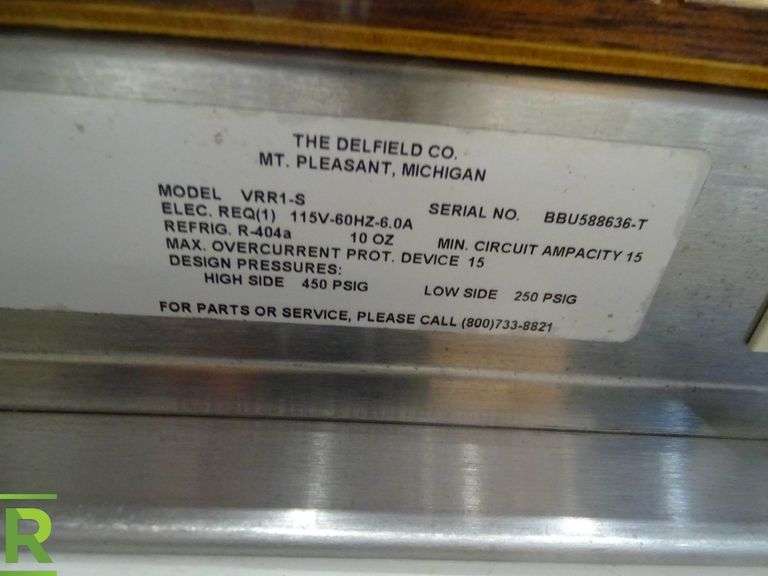 THE DELFIELD CO.
MT. PLEASANT, MICHIGAN
MODEL VRR1-S SERIAL NO. BBU588636-T
ELEC. REQ(1) 115V-60HZ-6.0A
REFRIG. R-404a 10 OZ MIN. CIRCUIT AMPACITY 15
MAX. OVERCURRENT PROT. DEVICE 15
DESIGN PRESSURES:
HIGH SIDE 450 PSIG LOW SIDE 250 PSIG
FOR PARTS OR SERVICE, PLEASE CALL (800)733-8821
R